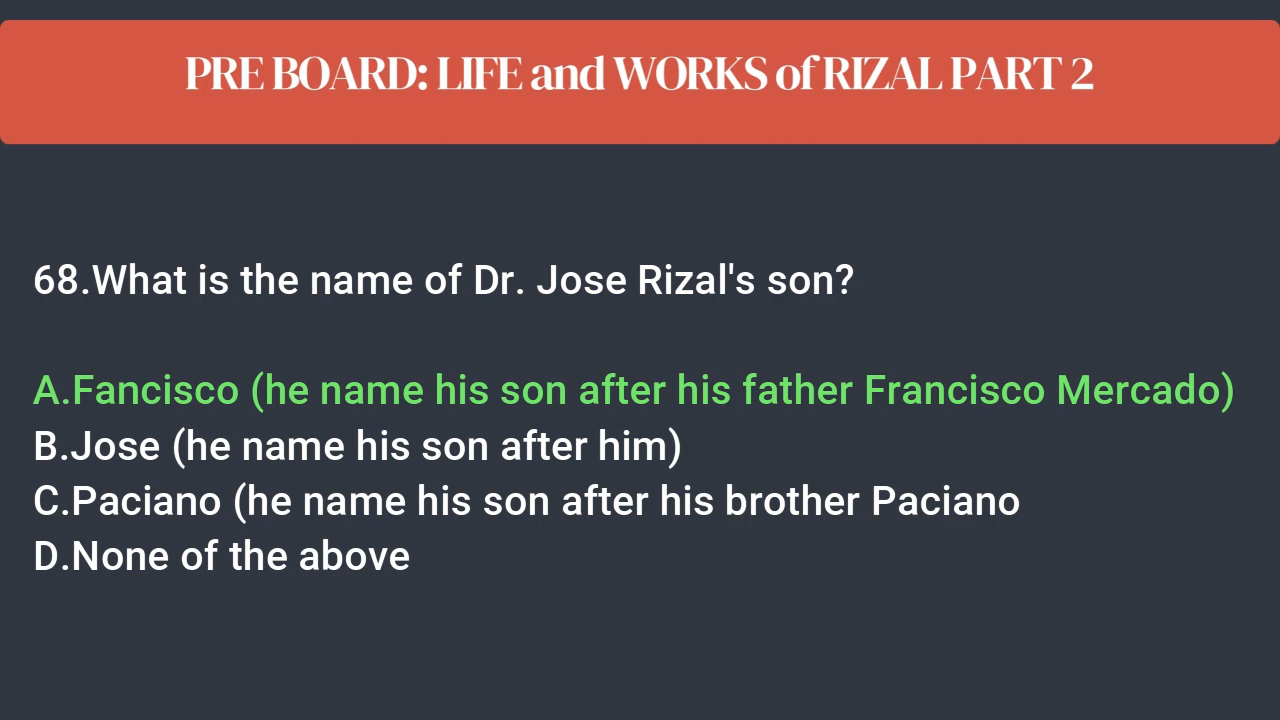 PRE BOARD: LIFE and WORKS of RIZAL PART 2
68.What is the name of Dr. Jose Rizal's son?
A.Fancisco (he name his son after his father Francisco Mercado)
B.Jose (he name his son after him)
C.Paciano (he name his son after his brother Paciano
D.None of the above